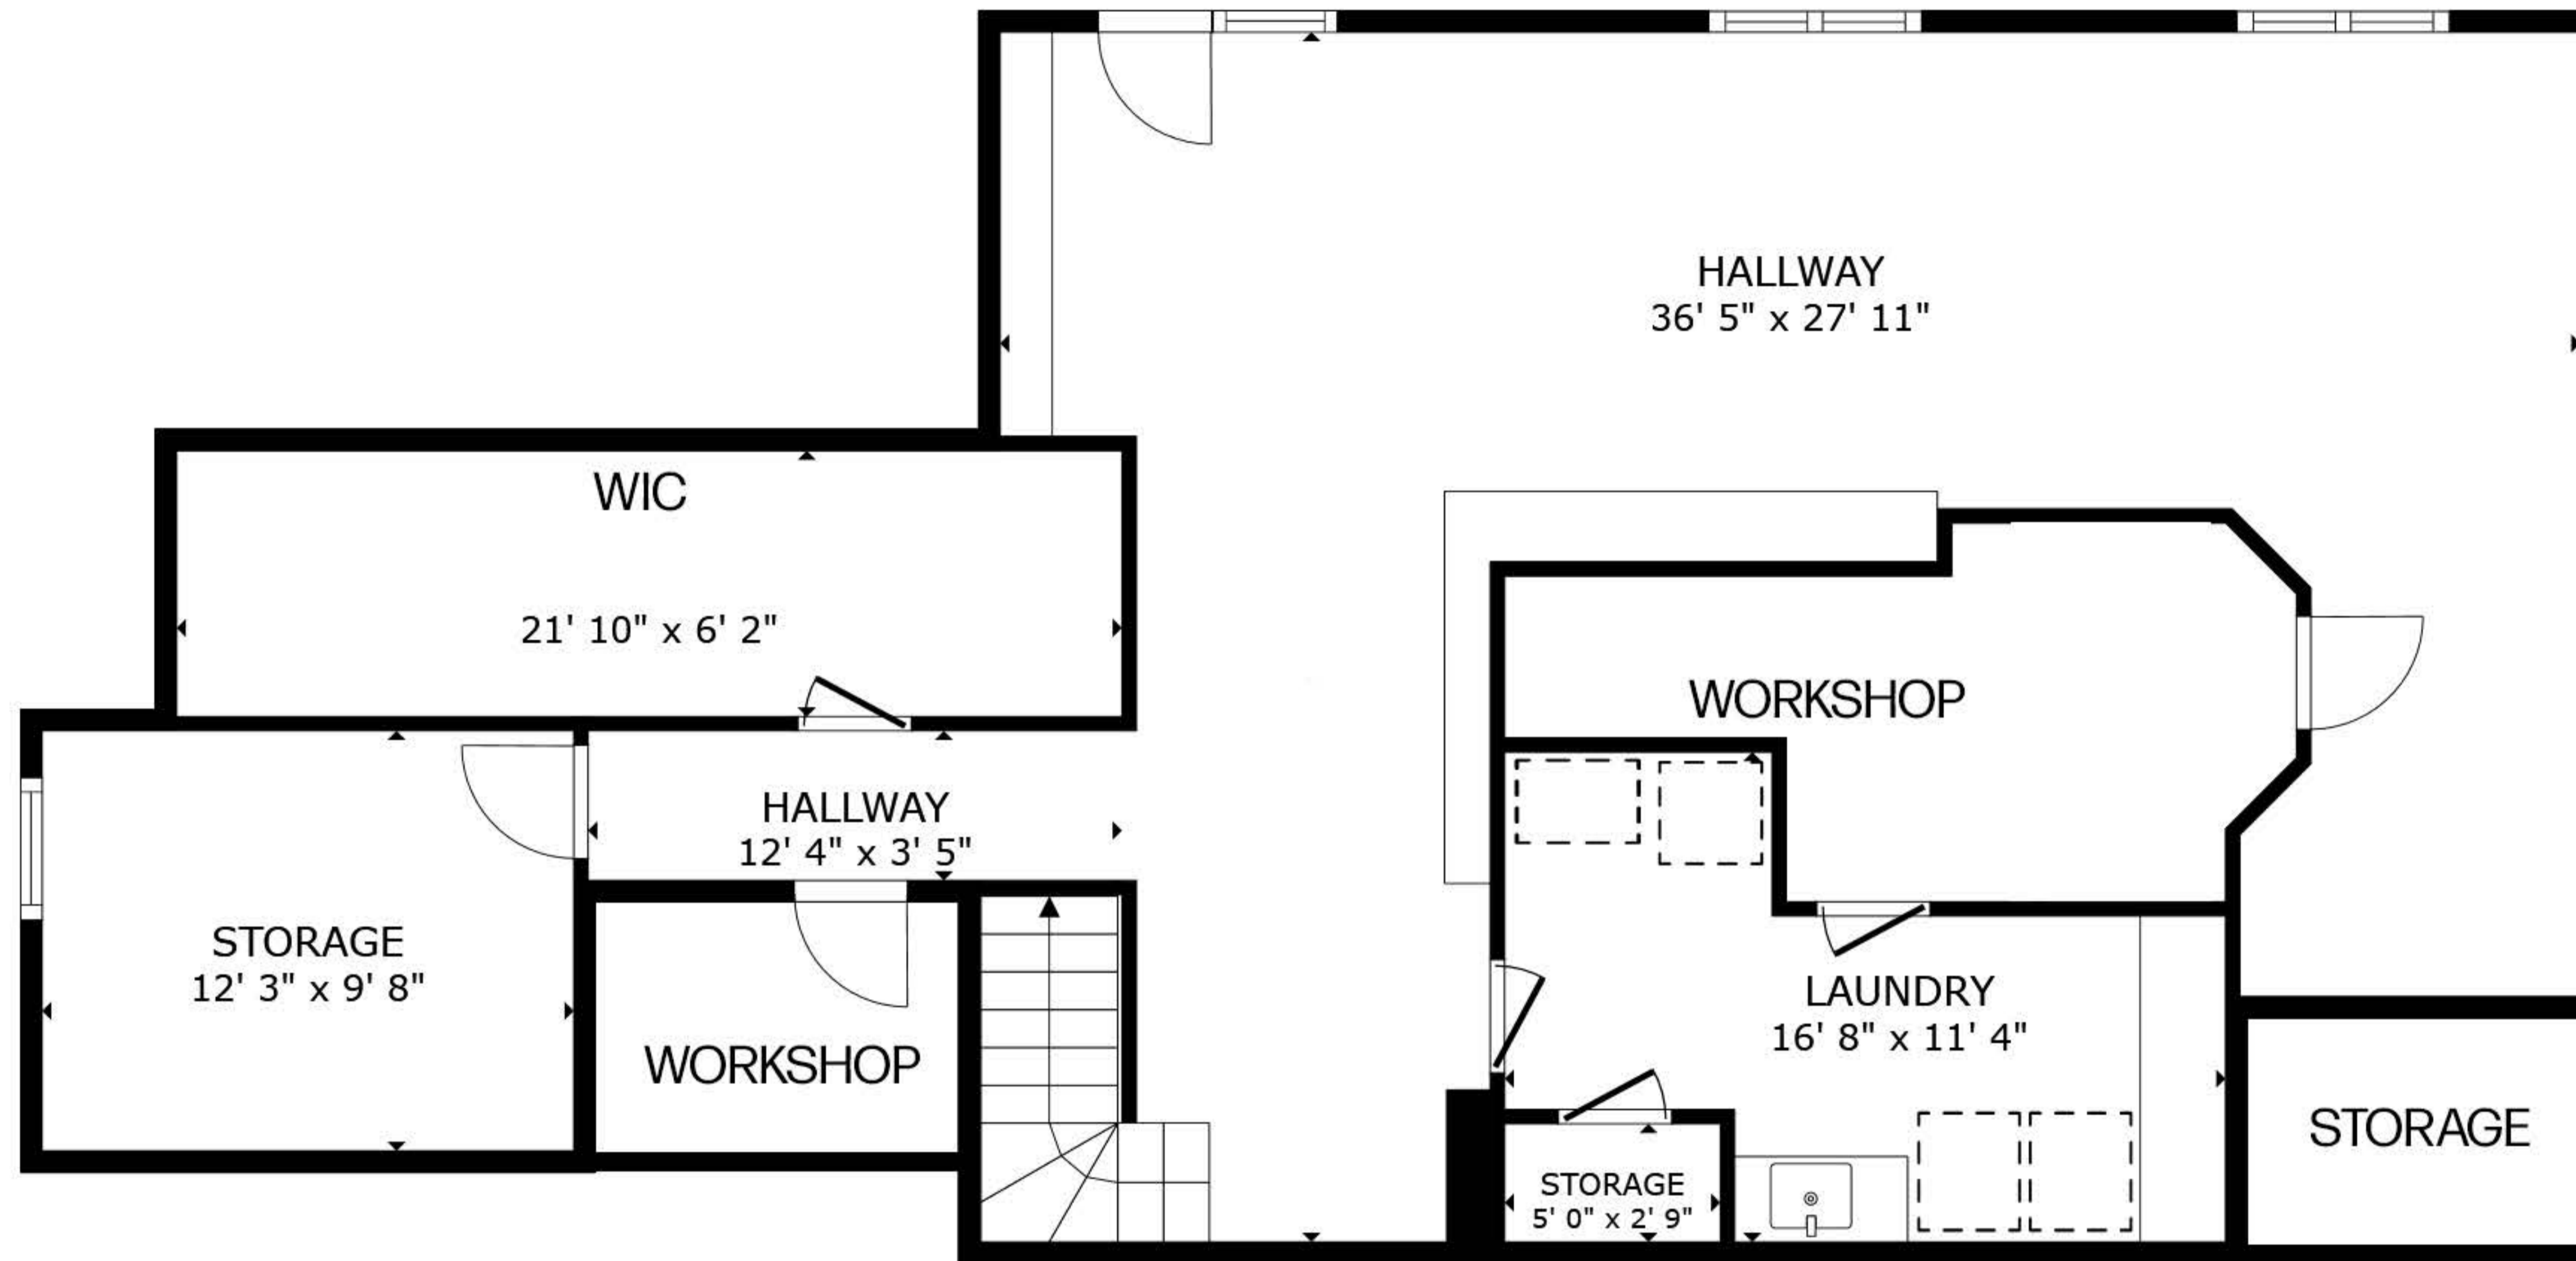 HALLWAY
36' 5" x 27' 11"
WIC
21' 10" x 6' 2"
WORKSHOP
HALLWAY
12' 4" x 3' 5"
STORAGE
12' 3" x 9' 8"
WORKSHOP
LAUNDRY
16' 8" x 11' 4"
STORAGE
STORAGE
5' 0" x 2' 9"